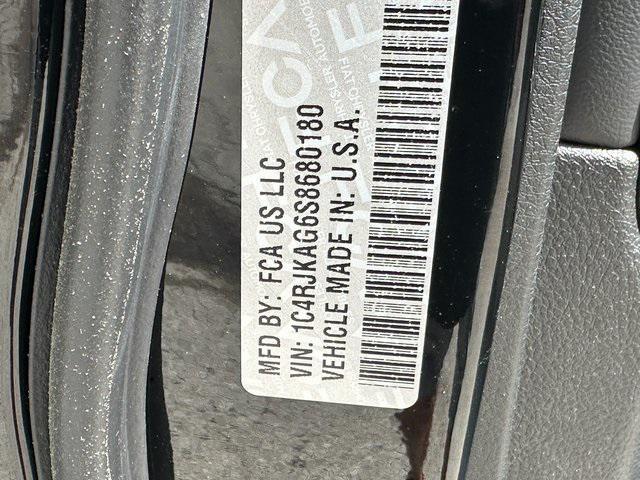 MFD BY: FCA US LLC
VIN: 1C4RJKAG6S8680180
VEHICLE MADE IN: U.S.A.